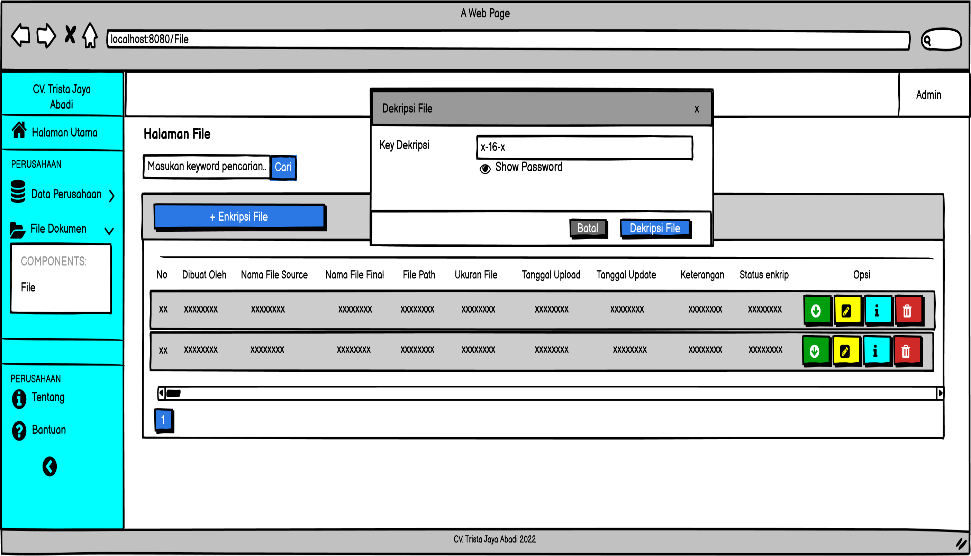 A Web Page
localhost:8080/File
CV. Trista Jaya
Abadi
Admin
Halaman Utama
PERUSAHAAN
Data Perusahaan
File Dokumen
COMPONENTS:
File
PERUSAHAAN
Tentang
Bantuan
Halaman File
Masukan keyword pencarian.. Cari
+ Enkripsi File
Dekripsi File x
Key Dekripsi x-16-x
Show Password
Batal Dekripsi File
No Dibuat Oleh Nama File Source Nama File Final File Path Ukuran File Tanggal Upload Tanggal Update Keterangan Status enkrip Opsi
xx xxxxxxxx xxxxxxxx xxxxxxxx xxxxxxxx xxxxxxxx xxxxxxxx xxxxxxxx xxxxxxxx xxxxxxxx
xx xxxxxxxx xxxxxxxx xxxxxxxx xxxxxxxx xxxxxxxx xxxxxxxx xxxxxxxx xxxxxxxx xxxxxxxx
1
CV. Trista Jaya Abadi 2022